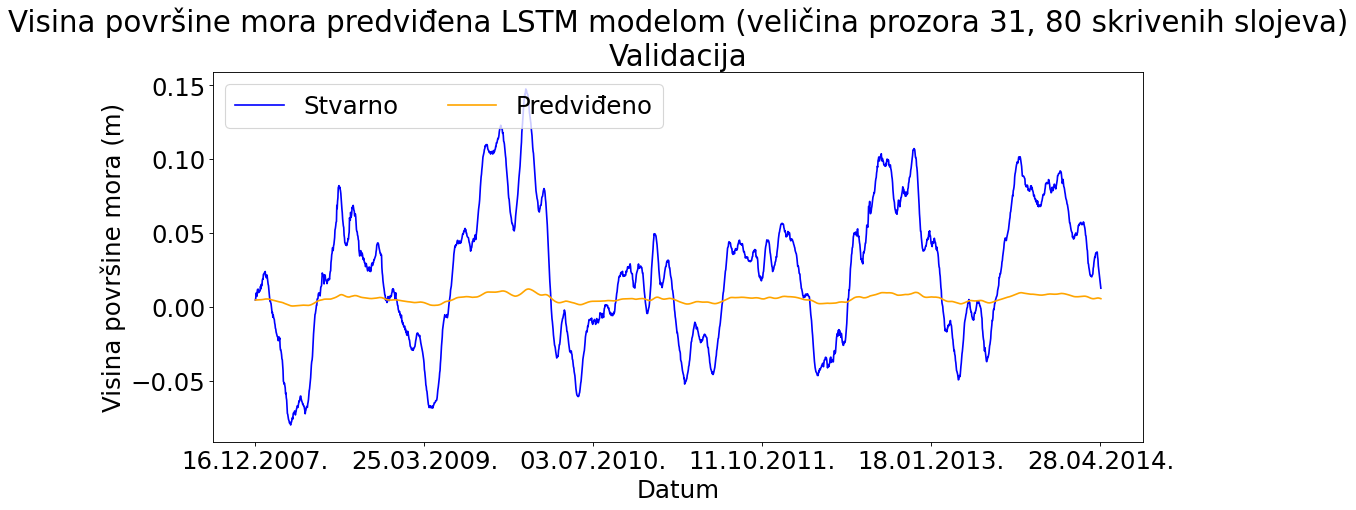 Visina površine mora predviđena LSTM modelom (veličina prozora 31, 80 skrivenih slojeva)
Validacija
Stvarno
Predviđeno
Visina površine mora (m)
0.15
0.10
0.05
0.00
−0.05
16.12.2007.
25.03.2009.
03.07.2010.
11.10.2011.
18.01.2013.
28.04.2014.
Datum